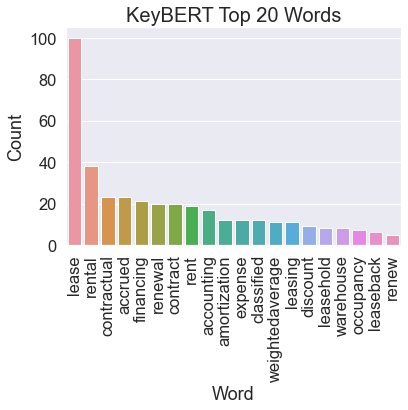 KeyBERT Top 20 Words
Count
100
80
60
40
20
0
lease
rental
contractual
accrued
financing
renewal
contract
rent
accounting
amortization
expense
classified
weightedaverage
leasing
discount
leasehold
warehouse
occupancy
leaseback
renew
Word